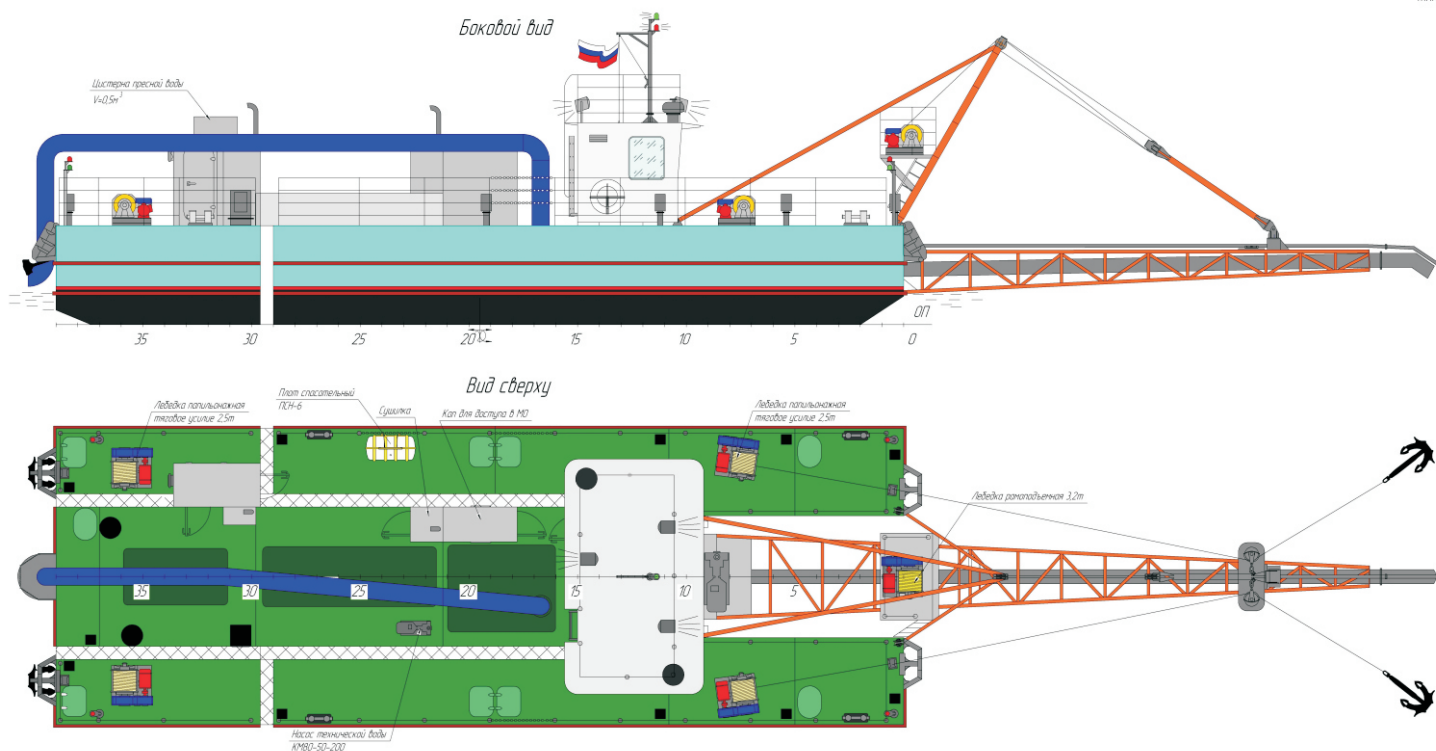 Боковой вид
Цистерна пресной воды
V=0,5м³
ОП
35
30
25
20
15
10
5
0
Вид сверху
Лебедка папильонажная
тяговое усилие 2,5т
Плот спасательный
ПСН-6
Сушилка
Кап для доступа в МО
Лебедка папильонажная
тяговое усилие 2,5т
Лебедка рамоподъемная 3,2т
35
30
25
20
15
10
5
Насос технической воды
КМ80-50-200